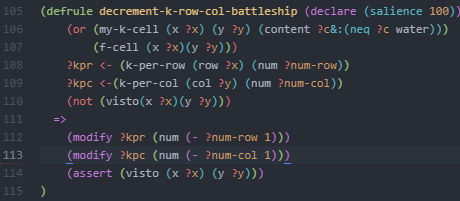 105 (defrule decrement-k-row-col-battleship (declare (salience 100))
106 (or (my-k-cell (x ?x) (y ?y) (content ?c&:(neq ?c water)))
107 (f-cell (x ?x)(y ?y)))
108 ?kpr <- (k-per-row (row ?x) (num ?num-row))
109 ?kpc <-(k-per-col (col ?y) (num ?num-col))
110 (not (visto(x ?x)(y ?y)))
111 =>
112 (modify ?kpr (num (- ?num-row 1)))
113 (modify ?kpc (num (- ?num-col 1)))
114 (assert (visto (x ?x) (y ?y)))
115 )